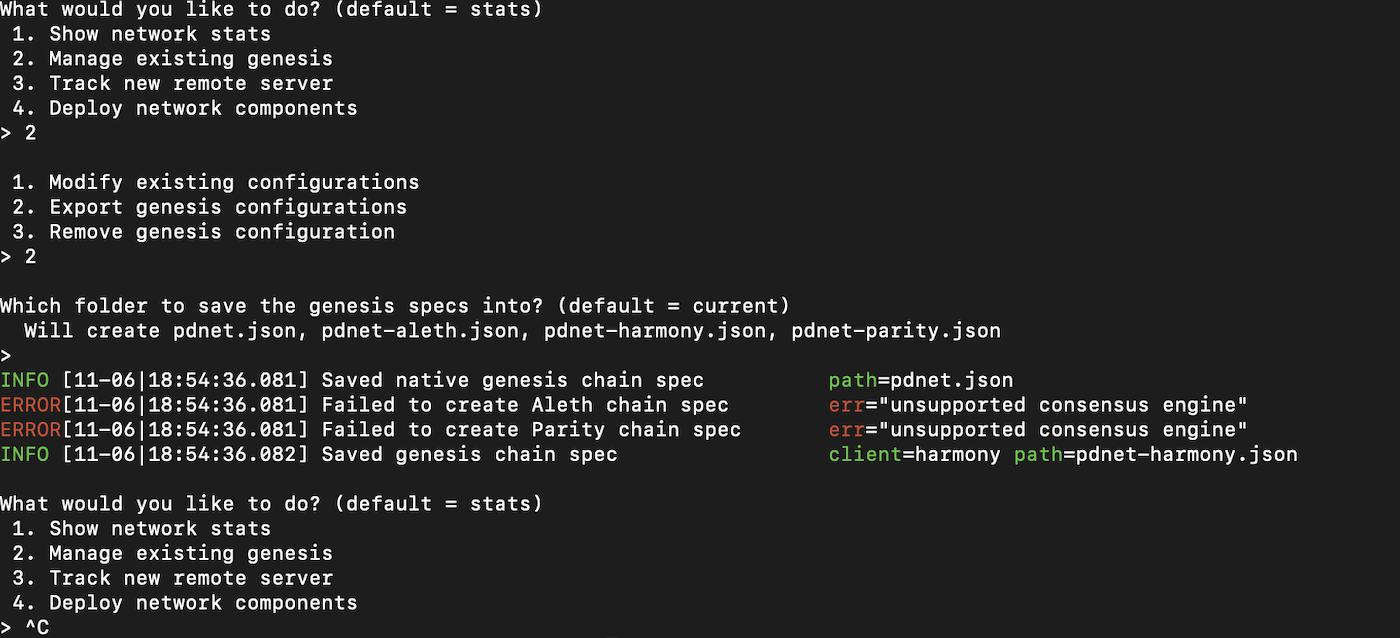 What would you like to do? (default = stats)
 1. Show network stats
 2. Manage existing genesis
 3. Track new remote server
 4. Deploy network components
> 2
 1. Modify existing configurations
 2. Export genesis configurations
 3. Remove genesis configuration
> 2
Which folder to save the genesis specs into? (default = current)
  Will create pdnet.json, pdnet-aleth.json, pdnet-harmony.json, pdnet-parity.json
>
INFO [11-06|18:54:36.081] Saved native genesis chain spec          path=pdnet.json
ERROR[11-06|18:54:36.081] Failed to create Aleth chain spec        err="unsupported consensus engine"
ERROR[11-06|18:54:36.081] Failed to create Parity chain spec       err="unsupported consensus engine"
INFO [11-06|18:54:36.082] Saved genesis chain spec                 client=harmony path=pdnet-harmony.json
What would you like to do? (default = stats)
 1. Show network stats
 2. Manage existing genesis
 3. Track new remote server
 4. Deploy network components
> ^C